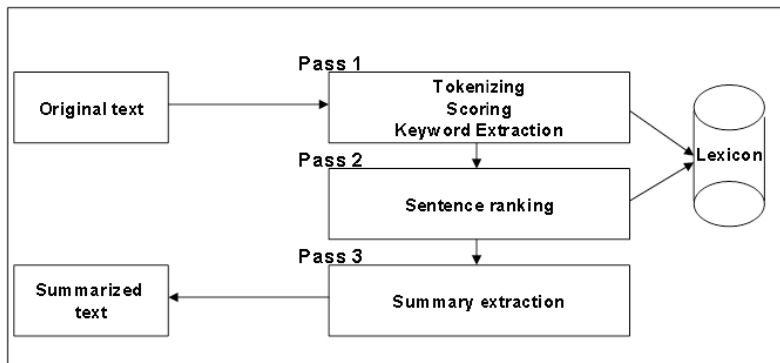 Pass 1
Original text
Tokenizing
Scoring
Keyword Extraction
Lexicon
Pass 2
Sentence ranking
Pass 3
Summarized
text
Summary extraction